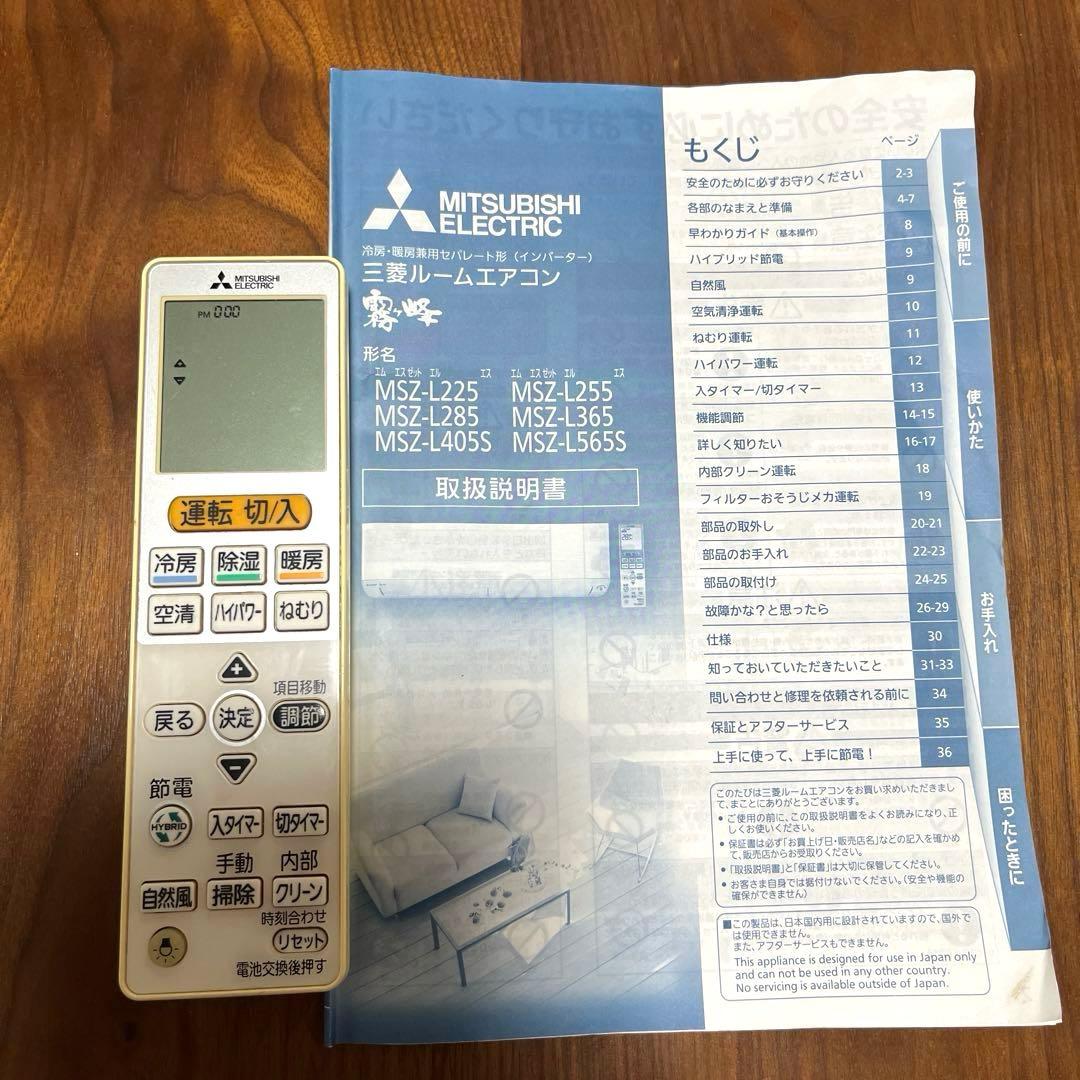 MITSUBISHI
ELECTRIC
PM 0:00
運転 切/入
冷房 除湿 暖房
空清 ハイパワー ねむり
項目移動
戻る 決定 調節
節電
HYBRID 入タイマー 切タイマー
手動 内部
自然風 掃除 クリーン
時刻合わせ
リセット
電池交換後押す
MITSUBISHI
ELECTRIC
冷房・暖房兼用セパレート形(インバーター)
三菱ルームエアコン
霧ヶ峰
形名
エム エスゼット エル エス エム エスゼット エル エス
MSZ-L225 MSZ-L255
MSZ-L285 MSZ-L365
MSZ-L405S MSZ-L565S
取扱説明書
もくじ ページ
安全のために必ずお守りください 2-3
各部のなまえと準備 4-7
早わかりガイド(基本操作) 8
ハイブリッド節電 9
自然風 9
空気清浄運転 10
ねむり運転 11
ハイパワー運転 12
入タイマー/切タイマー 13
機能調節 14-15
詳しく知りたい 16-17
内部クリーン運転 18
フィルターおそうじメカ運転 19
部品の取外し 20-21
部品のお手入れ 22-23
部品の取付け 24-25
故障かな?と思ったら 26-29
仕様 30
知っておいていただきたいこと 31-33
問い合わせと修理を依頼される前に 34
保証とアフターサービス 35
上手に使って、上手に節電! 36
ご使用の前に
使いかた
お手入れ
困ったときに
このたびは三菱ルームエアコンをお買い求めいただきまし
て、まことにありがとうございます。
● ご使用の前に、この取扱説明書をよくお読みになり、正
しくお使いください。
● 保証書は必ず「お買上げ日・販売店名」などの記入を確かめ
て、販売店からお受取りください。
● 「取扱説明書」と「保証書」は大切に保管してください。
● お客さま自身では据付けないでください。(安全や機能の
確保ができません)
■この製品は、日本国内用に設計されていますので、国外で
は使用できません。
また、アフターサービスもできません。
This appliance is designed for use in Japan only
and can not be used in any other country.
No servicing is available outside of Japan.